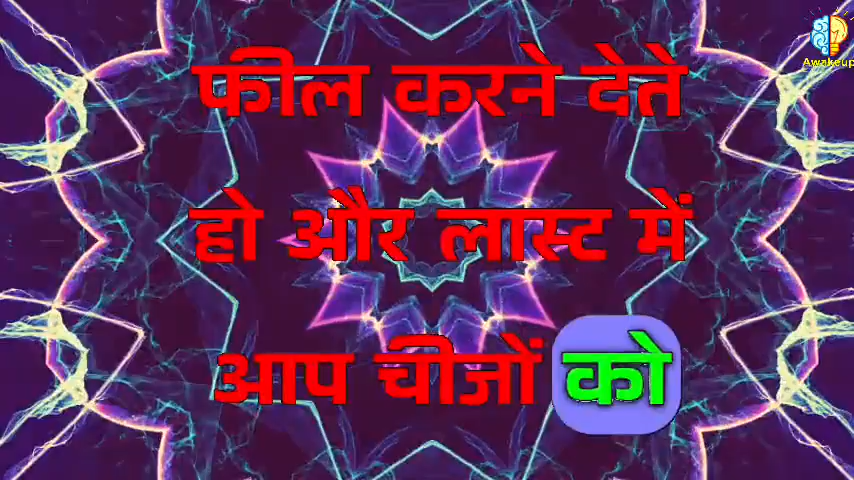 Awakeup
फील करने देते
हो और लास्ट में
आप चीजों को